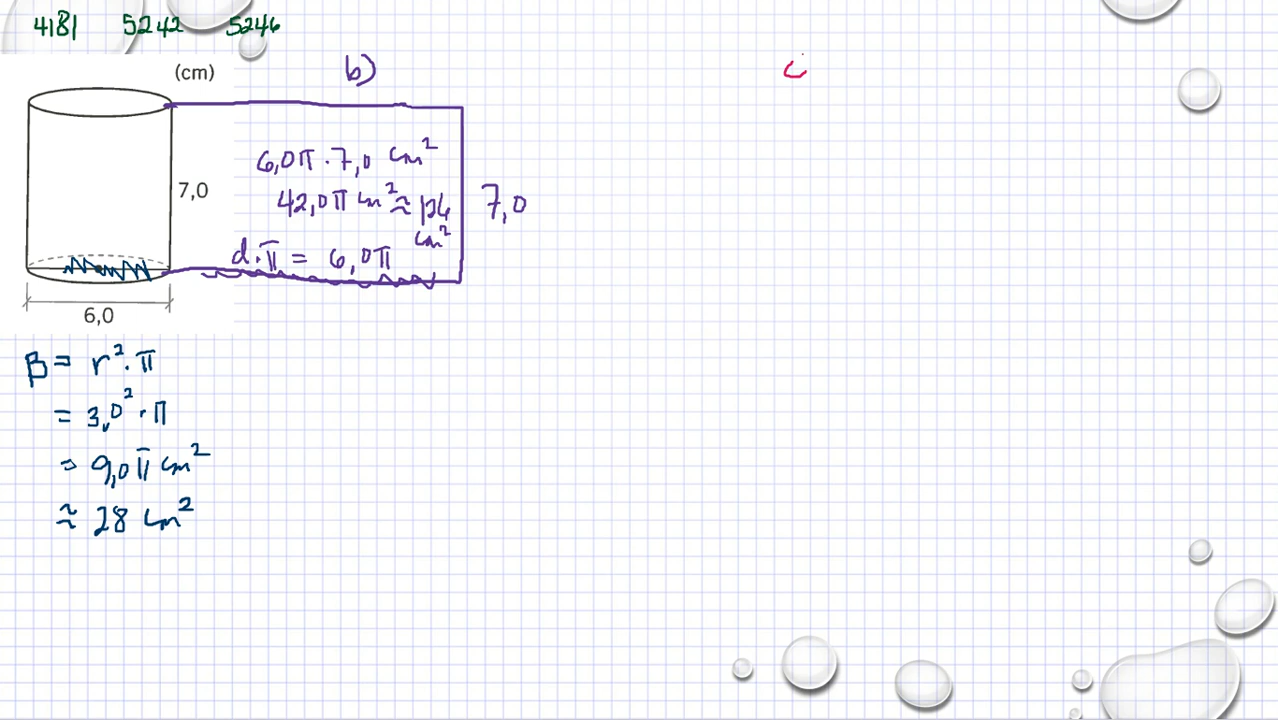 4181 5242 5246
(cm)
7,0
6,0
B = r² · π
= 3,0² · π
= 9,0π cm²
≈ 28 cm²
b)
6,0π · 7,0 cm²
42,0π cm² ≈ 124 cm²
d · π = 6,0π
7,0
c